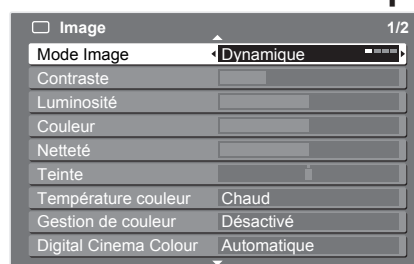 Image 1/2
Mode Image Dynamique
Contraste
Luminosité
Couleur
Netteté
Teinte
Température couleur Chaud
Gestion de couleur Désactivé
Digital Cinema Colour Automatique